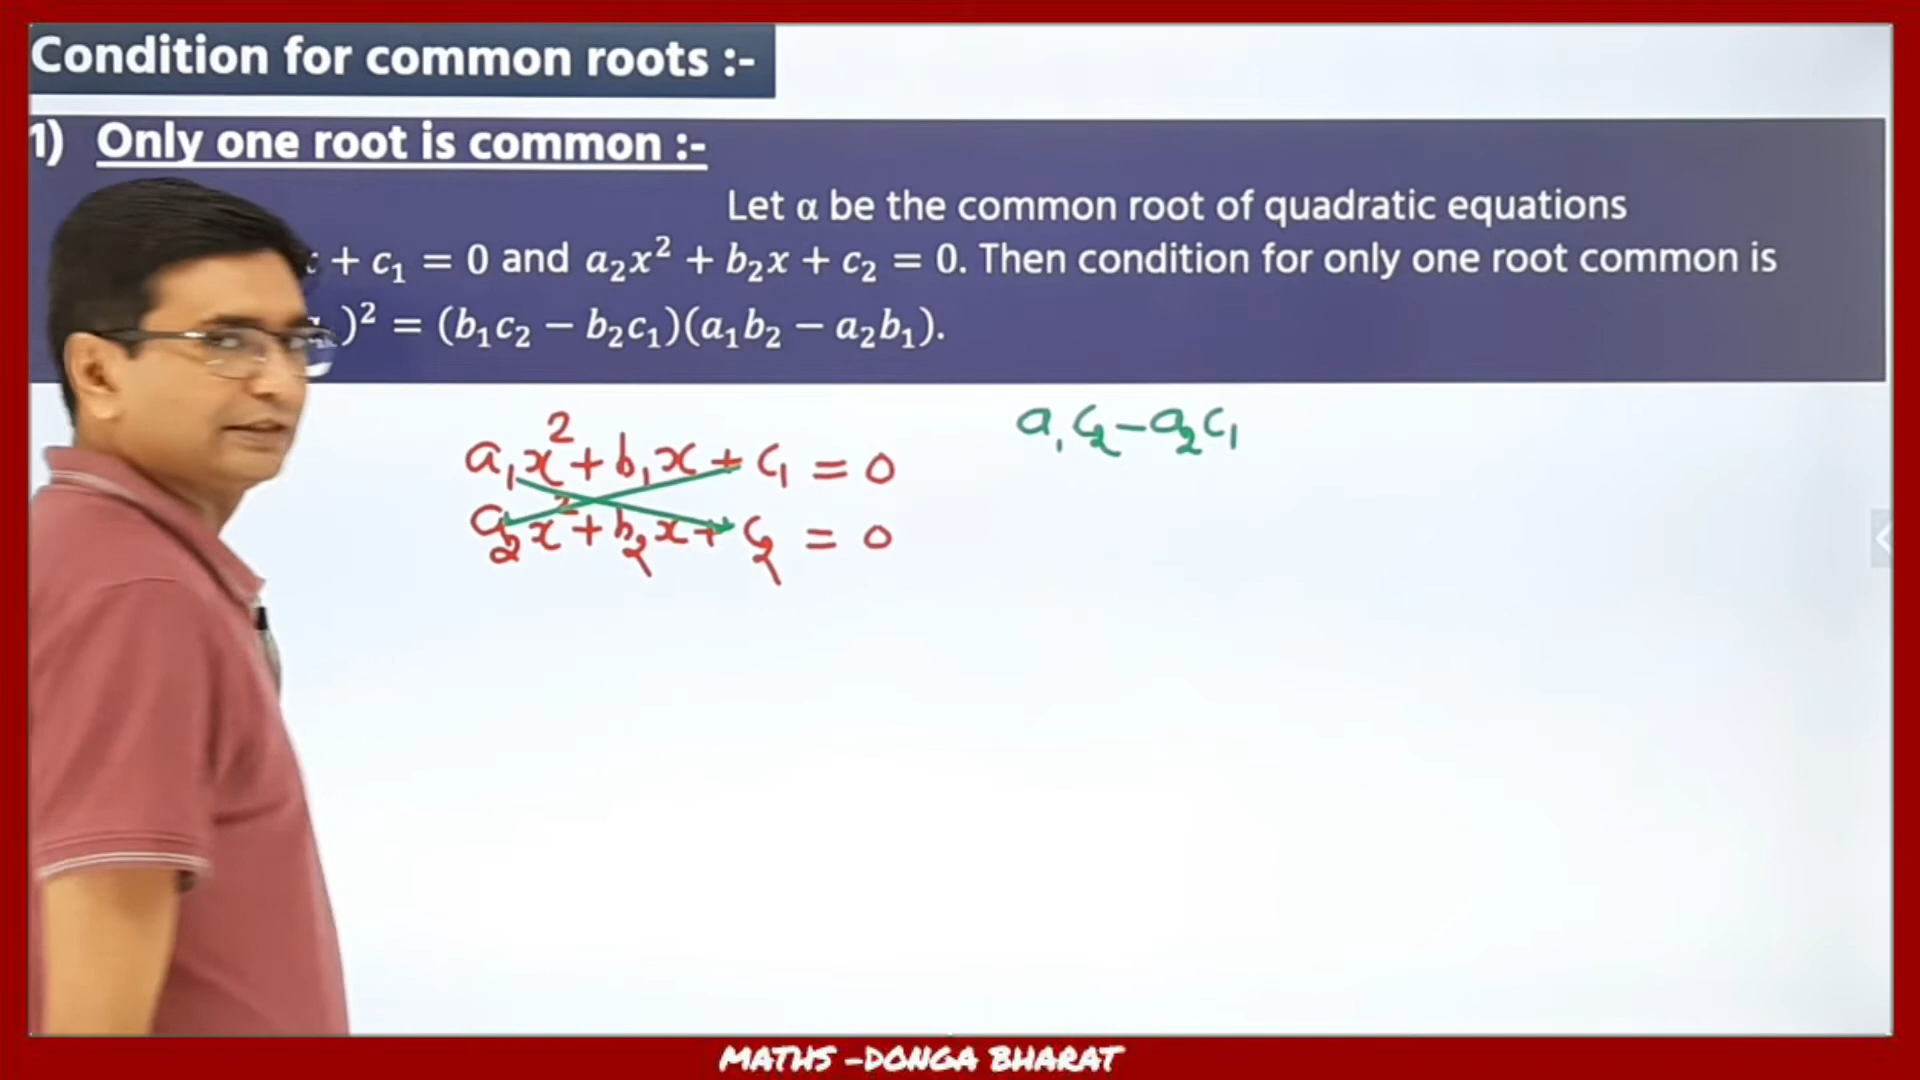 Condition for common roots :-
1) Only one root is common :-
Let α be the common root of quadratic equations
+ c₁ = 0 and a₂x² + b₂x + c₂ = 0. Then condition for only one root common is
)² = (b₁c₂ − b₂c₁)(a₁b₂ − a₂b₁).
a₁x² + b₁x + c₁ = 0
a₂x² + b₂x + c₂ = 0
a₁c₂ − a₂c₁
MATHS -DONGA BHARAT